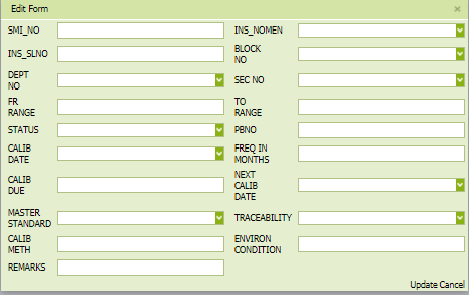 Edit Form
SMI_NO
INS_NOMEN
INS_SLNO
BLOCK
NO
DEPT
NO
SEC NO
FR
RANGE
TO
RANGE
STATUS
PBNO
CALIB
DATE
FREQ IN
MONTHS
CALIB
DUE
NEXT
CALIB
DATE
MASTER
STANDARD
TRACEABILITY
CALIB
METH
ENVIRON
CONDITION
REMARKS
Update Cancel